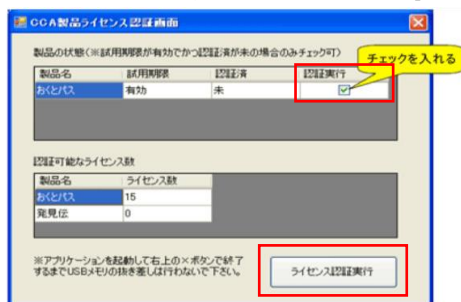 CCA製品ライセンス認証画面
製品の状態(※試用期限が有効でかつ認証済が未の場合のみチェック可)
チェックを入れる
製品名 試用期限 認証済 認証実行
おくとパス 有効 未
認証可能なライセンス数
製品名 ライセンス数
おくとパス 15
発見伝 0
※アプリケーションを起動して右上の×ボタンで終了
するまでUSBメモリの抜き差しは行わないで下さい。
ライセンス認証実行